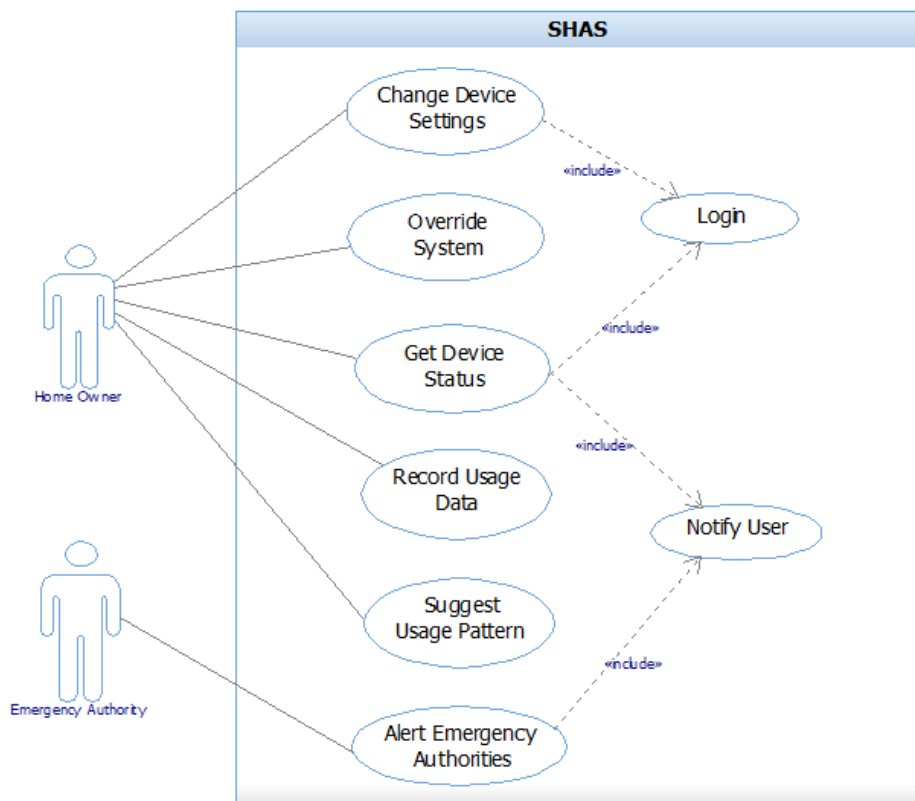 SHAS
Change Device
Settings
«include»
Login
Override
System
«include»
Get Device
Status
Home Owner
«include»
Record Usage
Data
Notify User
Suggest
Usage Pattern
«include»
Emergency Authority
Alert Emergency
Authorities